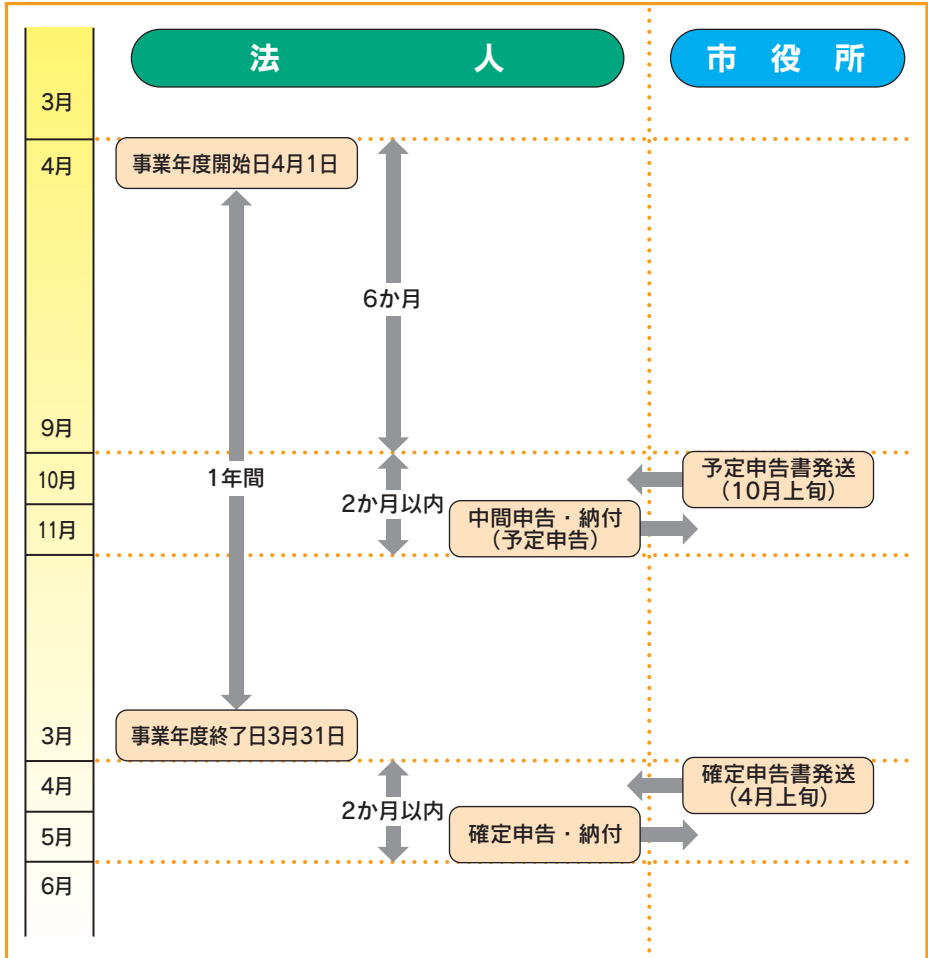 法人
市役所
3月
4月
事業年度開始日4月1日
6か月
9月
10月
1年間
2か月以内
予定申告書発送
（10月上旬）
11月
中間申告・納付
（予定申告）
3月
事業年度終了日3月31日
4月
2か月以内
確定申告書発送
（4月上旬）
5月
確定申告・納付
6月